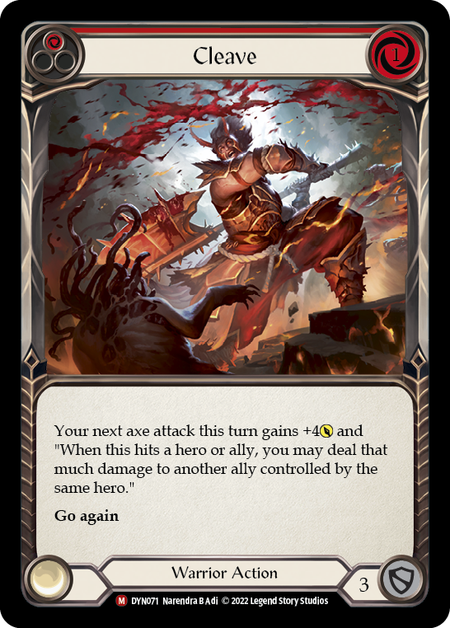 Cleave
1
Your next axe attack this turn gains +4 and
"When this hits a hero or ally, you may deal that
much damage to another ally controlled by the
same hero."
Go again
Warrior Action
3
M DYN071 Narendra B Adi © 2022 Legend Story Studios